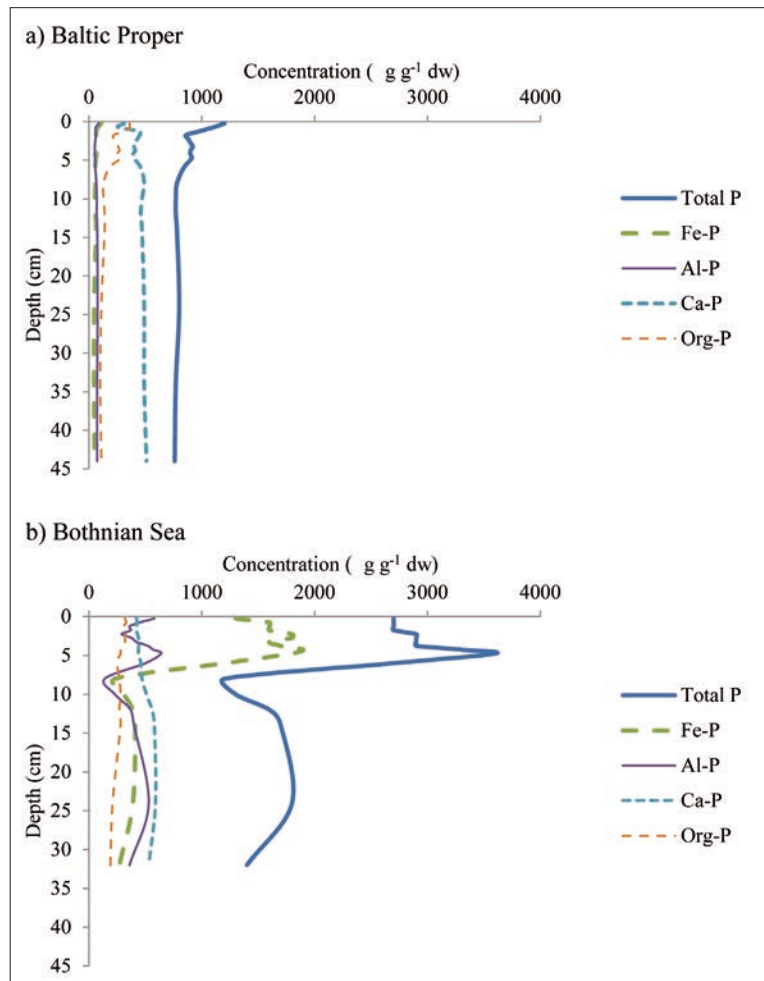 a) Baltic Proper
Concentration ( g g-1 dw)
0 1000 2000 3000 4000
Depth (cm)
0
5
10
15
20
25
30
35
40
45
Total P
Fe-P
Al-P
Ca-P
Org-P
b) Bothnian Sea
Concentration ( g g-1 dw)
0 1000 2000 3000 4000
Depth (cm)
0
5
10
15
20
25
30
35
40
45
Total P
Fe-P
Al-P
Ca-P
Org-P